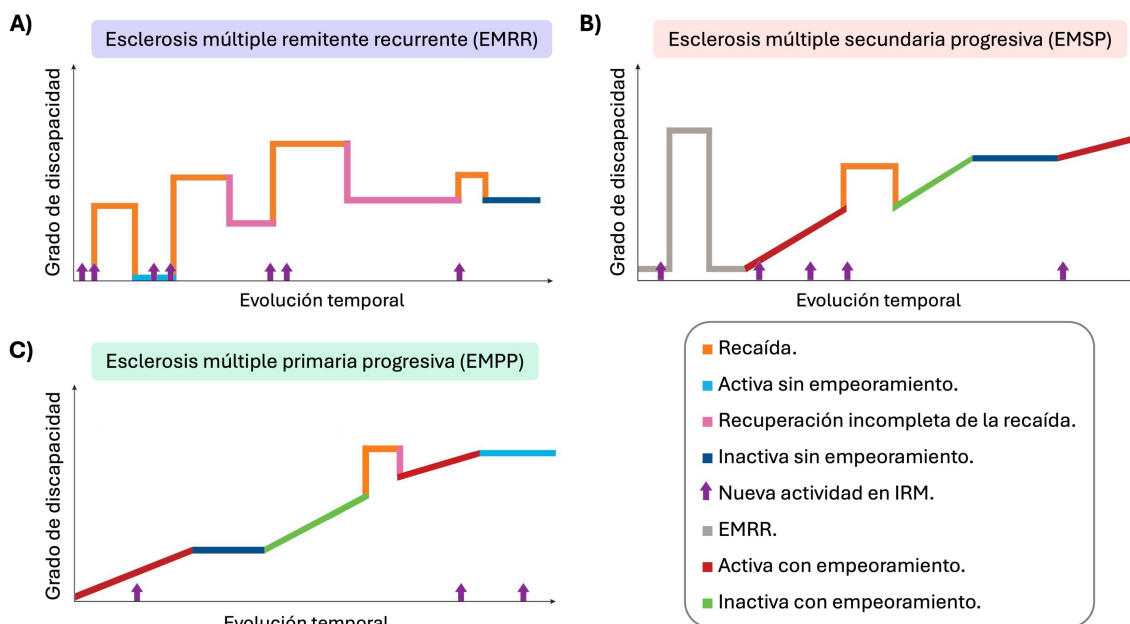 A)
Esclerosis múltiple remitente recurrente (EMRR)
Grado de discapacidad
Evolución temporal
B)
Esclerosis múltiple secundaria progresiva (EMSP)
Grado de discapacidad
Evolución temporal
C)
Esclerosis múltiple primaria progresiva (EMPP)
Grado de discapacidad
Evolución temporal
Recaída.
Activa sin empeoramiento.
Recuperación incompleta de la recaída.
Inactiva sin empeoramiento.
Nueva actividad en IRM.
EMRR.
Activa con empeoramiento.
Inactiva con empeoramiento.